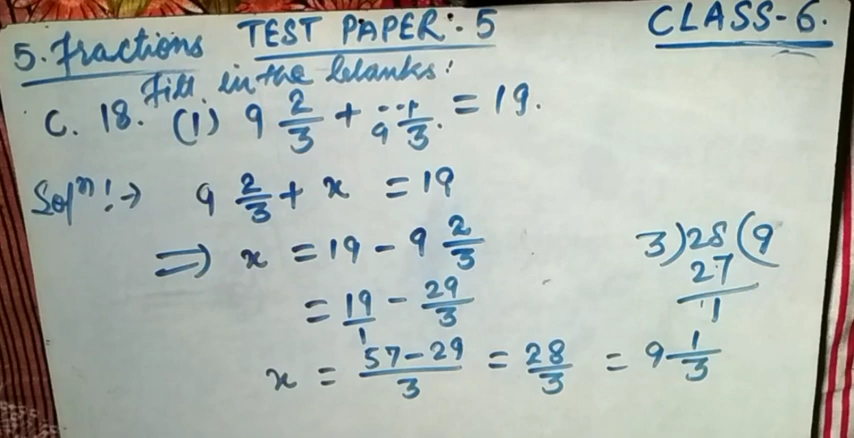 TEST PAPER:- 5 CLASS-6.
5. Fractions
Fill in the blanks:
C. 18. (1) 9 2/3 + ... 9 1/3. = 19.
Solⁿ:→ 9 2/3 + x = 19
⇒ x = 19 - 9 2/3
= 19/1 - 29/3
x = 57-29/3 = 28/3 = 9 1/3
3)28(9
27
1